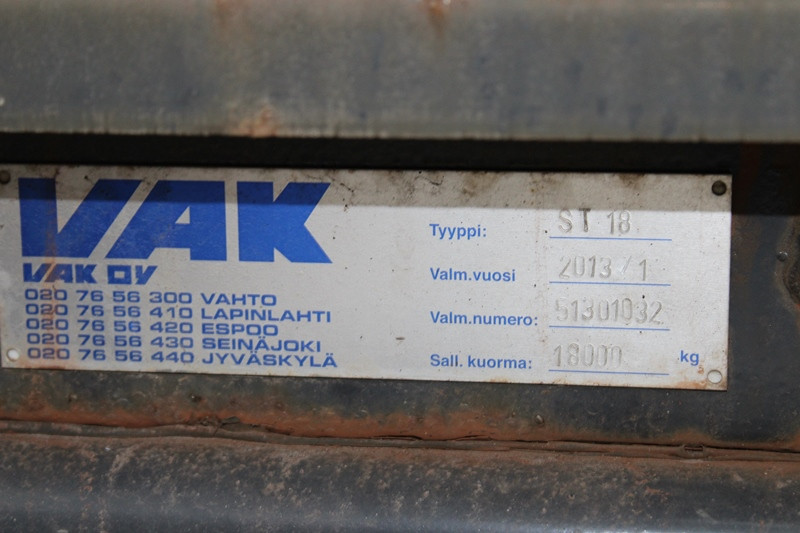 VAK
VAK OY
020 76 56 300 VAHTO
020 76 56 410 LAPINLAHTI
020 76 56 420 ESPOO
020 76 56 430 SEINÄJOKI
020 76 56 440 JYVÄSKYLÄ
Tyyppi: ST 18
Valm.vuosi 2013/1
Valm.numero: 51301032
Sall. kuorma: 18000 kg